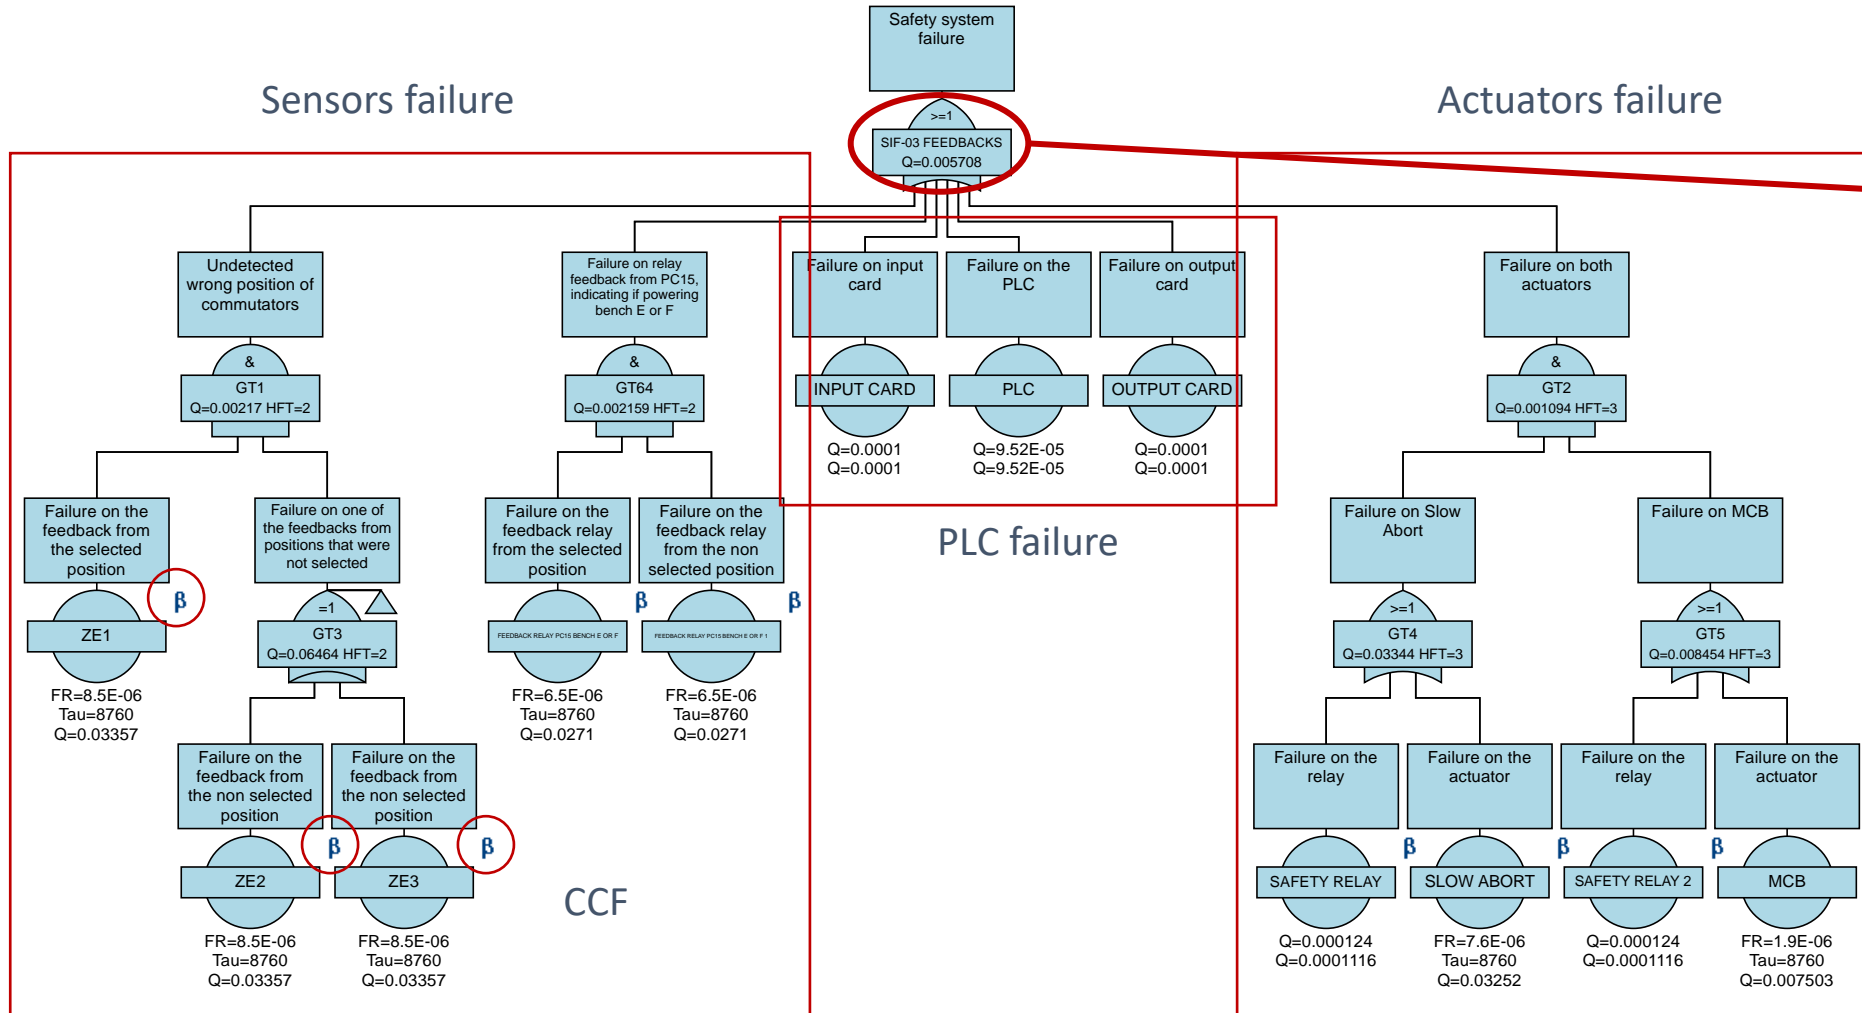 Safety system
failure
Sensors failure
Actuators failure
>=1
SIF-03 FEEDBACKS
Q=0.005708
Undetected
wrong position of
commutators
Failure on relay
feedback from PC15,
indicating if powering
bench E or F
Failure on input
card
Failure on the
PLC
Failure on output
card
Failure on both
actuators
&
GT1
Q=0.00217 HFT=2
&
GT64
Q=0.002159 HFT=2
INPUT CARD
Q=0.0001
Q=0.0001
PLC
Q=9.52E-05
Q=9.52E-05
OUTPUT CARD
Q=0.0001
Q=0.0001
&
GT2
Q=0.001094 HFT=3
Failure on the
feedback from
the selected
position
Failure on one of
the feedbacks from
positions that were
not selected
Failure on the
feedback relay
from the selected
position
Failure on the
feedback relay
from the non
selected position
PLC failure
Failure on Slow
Abort
Failure on MCB
β
ZE1
FR=8.5E-06
Tau=8760
Q=0.03357
=1
GT3
Q=0.06464 HFT=2
β
FEEDBACK RELAY PC15 BENCH E OR F
FR=6.5E-06
Tau=8760
Q=0.0271
β
FEEDBACK RELAY PC15 BENCH E OR F 1
FR=6.5E-06
Tau=8760
Q=0.0271
>=1
GT4
Q=0.03344 HFT=3
>=1
GT5
Q=0.008454 HFT=3
Failure on the
feedback from
the non selected
position
Failure on the
feedback from
the non selected
position
Failure on the
relay
Failure on the
actuator
Failure on the
relay
Failure on the
actuator
β
ZE2
FR=8.5E-06
Tau=8760
Q=0.03357
β
ZE3
FR=8.5E-06
Tau=8760
Q=0.03357
CCF
β
SAFETY RELAY
Q=0.000124
Q=0.0001116
SLOW ABORT
FR=7.6E-06
Tau=8760
Q=0.03252
β
SAFETY RELAY 2
Q=0.000124
Q=0.0001116
β
MCB
FR=1.9E-06
Tau=8760
Q=0.007503